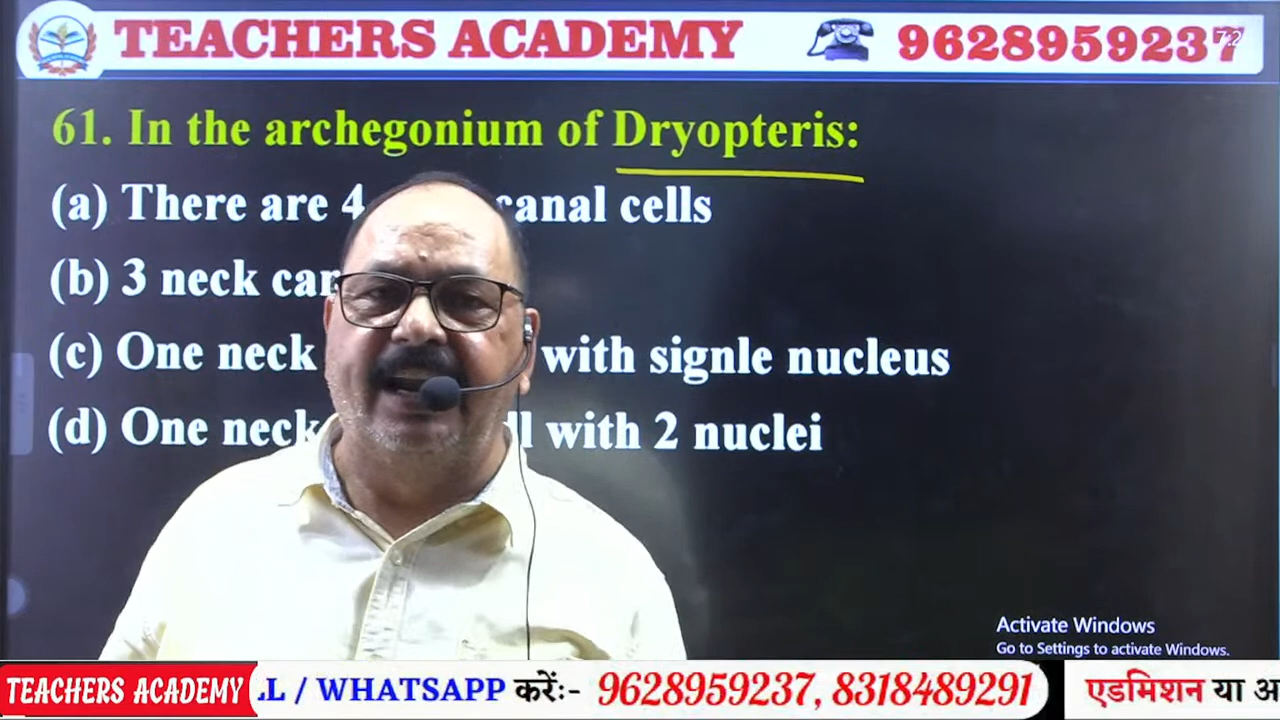 TEACHERS ACADEMY 9628959237
61. In the archegonium of Dryopteris:
(a) There are 4 canal cells
(b) 3 neck
(c) One neck with signle nucleus
(d) One neck with 2 nuclei
Activate Windows
Go to Settings to activate Windows.
TEACHERS ACADEMY / WHATSAPP करें:- 9628959237, 8318489291 एडमिशन या